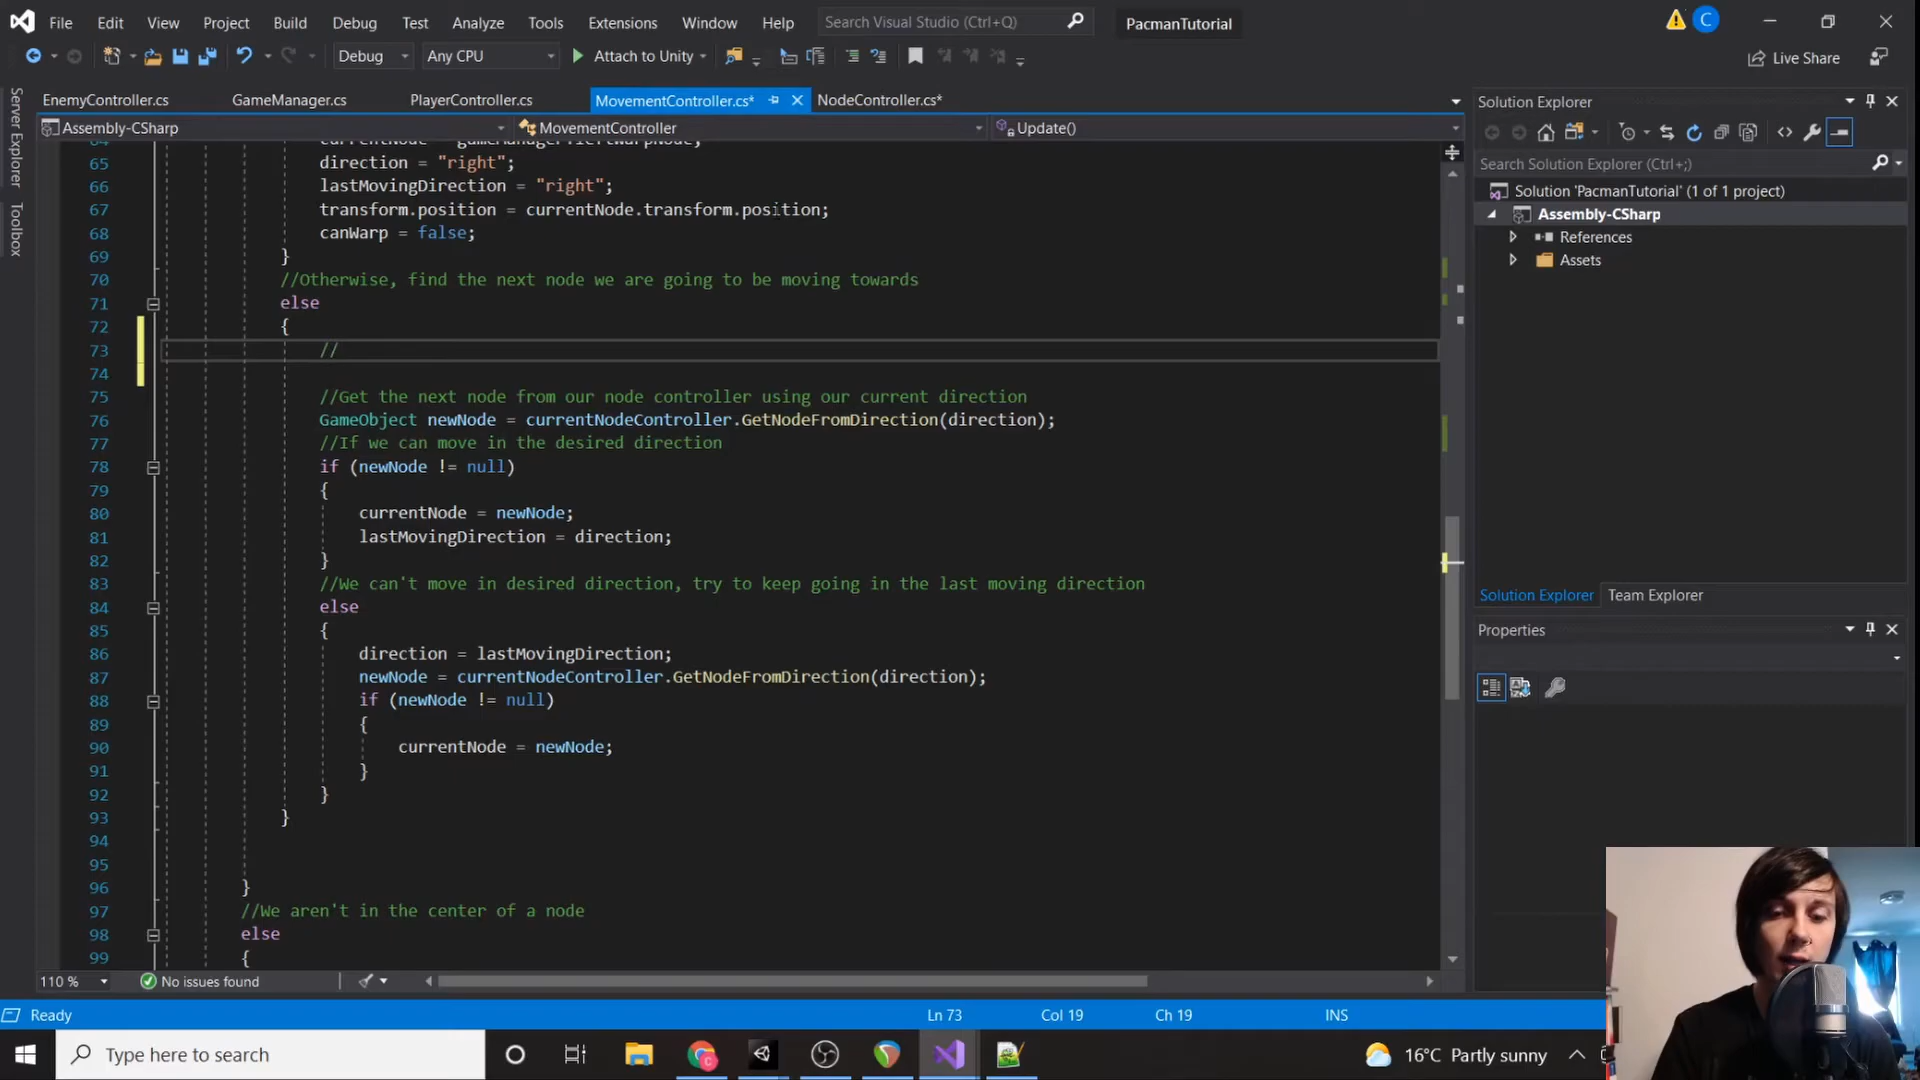 File Edit View Project Build Debug Test Analyze Tools Extensions Window Help Search Visual Studio (Ctrl+Q) PacmanTutorial C
Debug Any CPU Attach to Unity Live Share
Server Explorer
Toolbox
EnemyController.cs GameManager.cs PlayerController.cs MovementController.cs* NodeController.cs*
Assembly-CSharp MovementController Update()
65 direction = "right";
66 lastMovingDirection = "right";
67 transform.position = currentNode.transform.position;
68 canWarp = false;
69 }
70 //Otherwise, find the next node we are going to be moving towards
71 else
72 {
73 //
74
75 //Get the next node from our node controller using our current direction
76 GameObject newNode = currentNodeController.GetNodeFromDirection(direction);
77 //If we can move in the desired direction
78 if (newNode != null)
79 {
80 currentNode = newNode;
81 lastMovingDirection = direction;
82 }
83 //We can't move in desired direction, try to keep going in the last moving direction
84 else
85 {
86 direction = lastMovingDirection;
87 newNode = currentNodeController.GetNodeFromDirection(direction);
88 if (newNode != null)
89 {
90 currentNode = newNode;
91 }
92 }
93 }
94
95
96 }
97 //We aren't in the center of a node
98 else
99 {
110 % No issues found
Solution Explorer
Search Solution Explorer (Ctrl+;)
Solution 'PacmanTutorial' (1 of 1 project)
Assembly-CSharp
References
Assets
Solution Explorer Team Explorer
Properties
Ready Ln 73 Col 19 Ch 19 INS
Type here to search 16°C Partly sunny